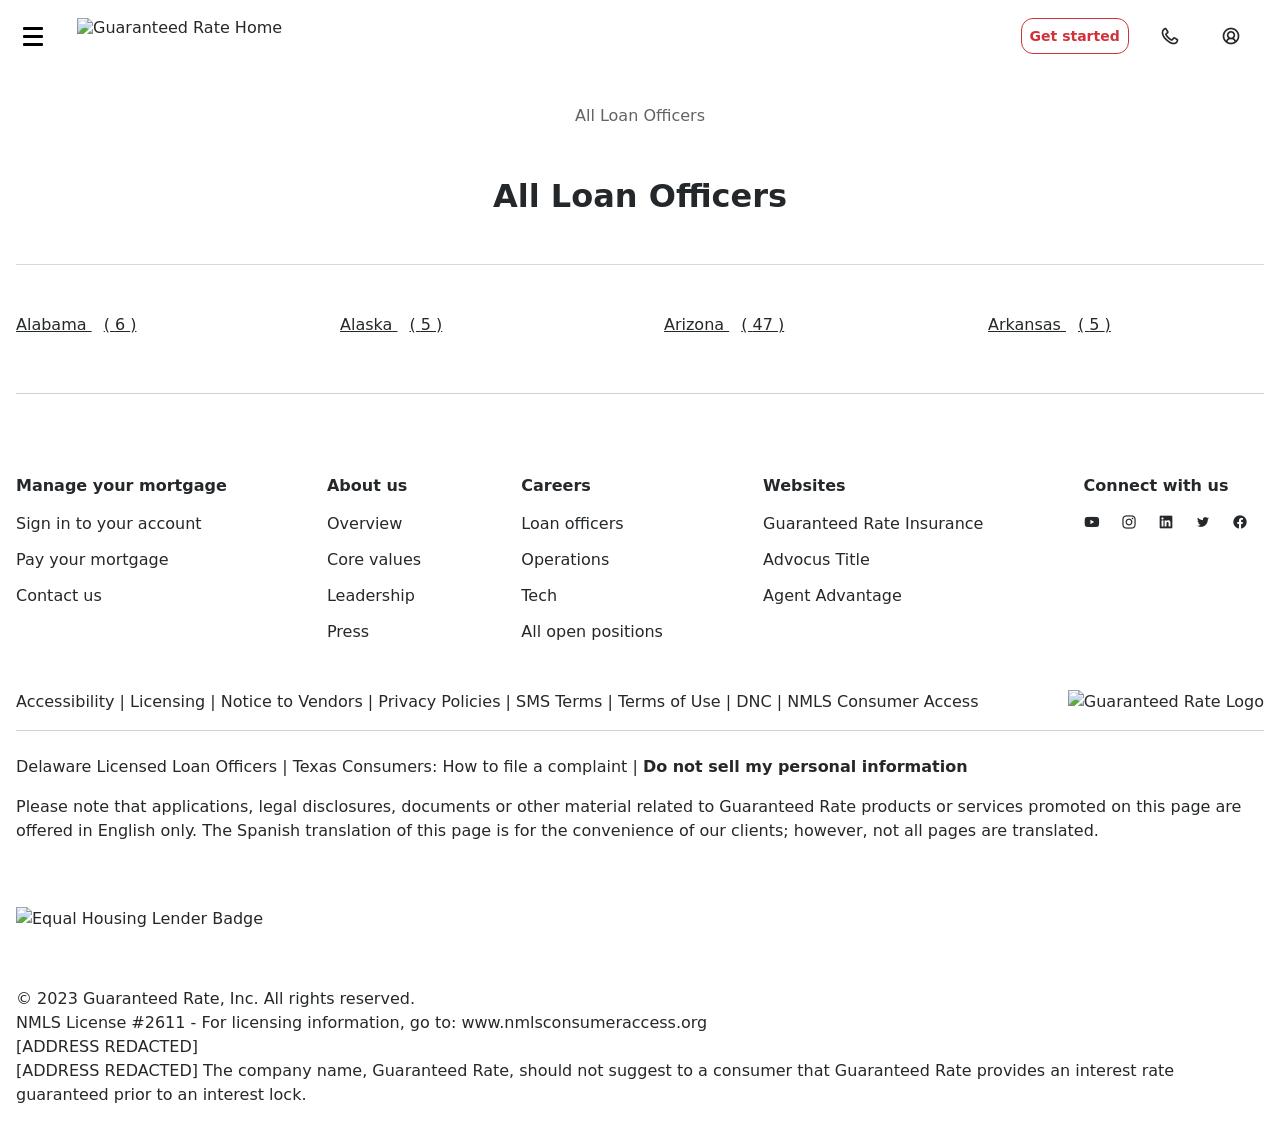 Guaranteed Rate Home
Get started
All Loan Officers
All Loan Officers
Alabama ( 6 )
Alaska ( 5 )
Arizona ( 47 )
Arkansas ( 5 )
Manage your mortgage
Sign in to your account
Pay your mortgage
Contact us
About us
Overview
Core values
Leadership
Press
Careers
Loan officers
Operations
Tech
All open positions
Websites
Guaranteed Rate Insurance
Advocus Title
Agent Advantage
Connect with us
Accessibility | Licensing | Notice to Vendors | Privacy Policies | SMS Terms | Terms of Use | DNC | NMLS Consumer Access
Guaranteed Rate Logo
Delaware Licensed Loan Officers | Texas Consumers: How to file a complaint | Do not sell my personal information
Please note that applications, legal disclosures, documents or other material related to Guaranteed Rate products or services promoted on this page are
offered in English only. The Spanish translation of this page is for the convenience of our clients; however, not all pages are translated.
Equal Housing Lender Badge
© 2023 Guaranteed Rate, Inc. All rights reserved.
NMLS License #2611 - For licensing information, go to: www.nmlsconsumeraccess.org
[ADDRESS REDACTED]
[ADDRESS REDACTED] The company name, Guaranteed Rate, should not suggest to a consumer that Guaranteed Rate provides an interest rate
guaranteed prior to an interest lock.